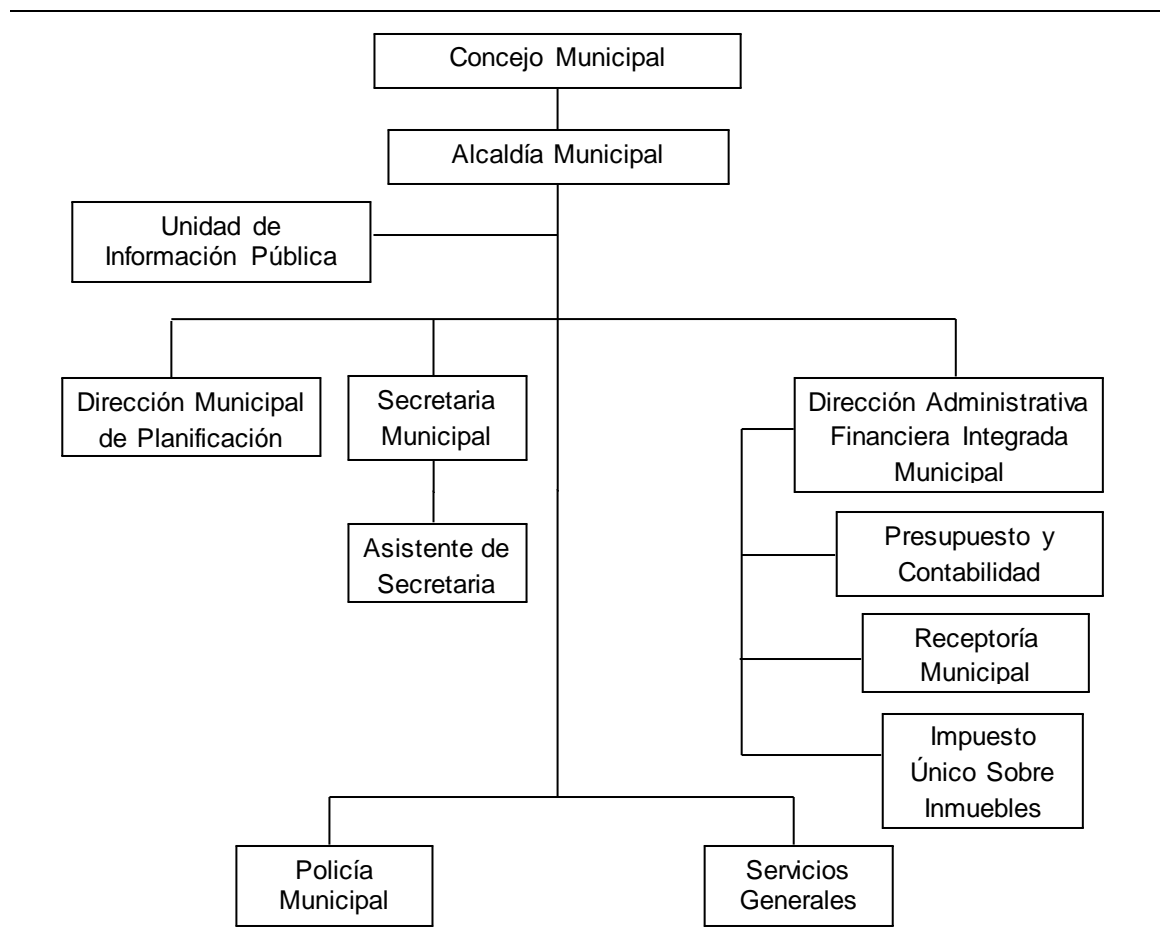 Concejo Municipal
Alcaldía Municipal
Unidad de
Información Pública
Dirección Municipal
de Planificación
Secretaria
Municipal
Dirección Administrativa
Financiera Integrada
Municipal
Asistente de
Secretaria
Presupuesto y
Contabilidad
Receptoría
Municipal
Impuesto
Único Sobre
Inmuebles
Policía
Municipal
Servicios
Generales